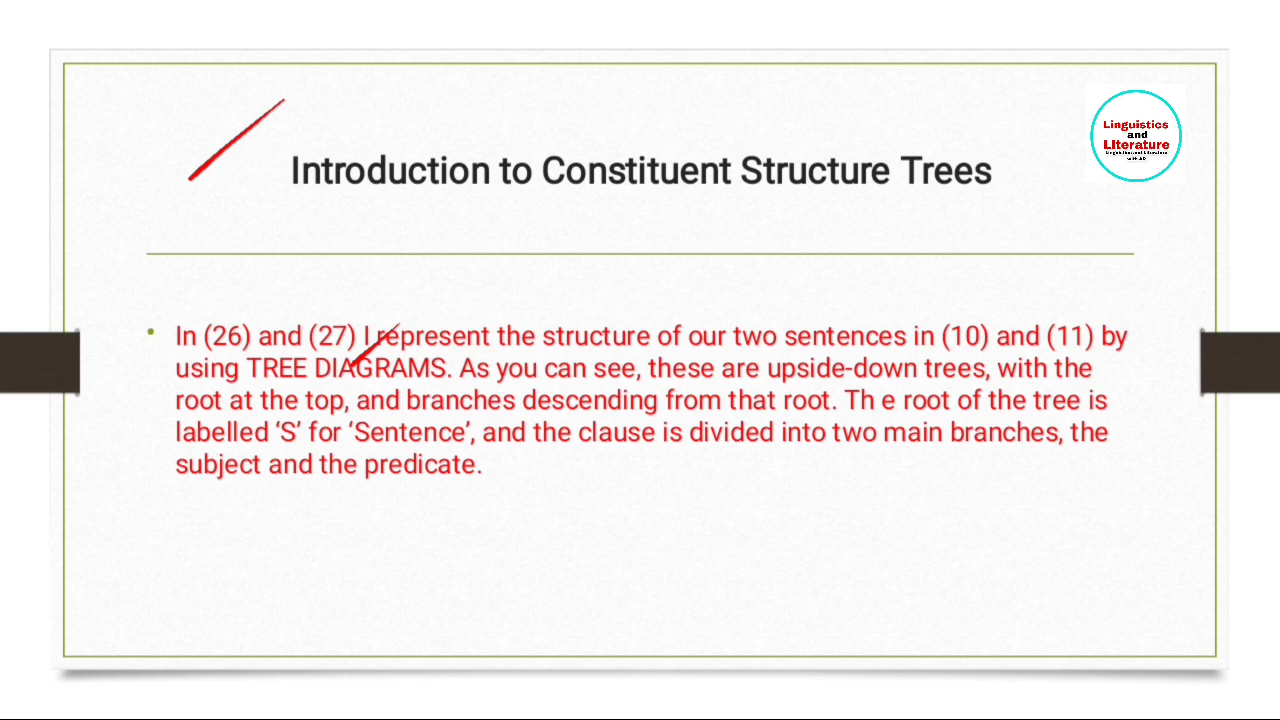 Linguistics
and
LIterature
Introduction to Constituent Structure Trees
• In (26) and (27) I represent the structure of our two sentences in (10) and (11) by
using TREE DIAGRAMS. As you can see, these are upside-down trees, with the
root at the top, and branches descending from that root. Th e root of the tree is
labelled ‘S’ for ‘Sentence’, and the clause is divided into two main branches, the
subject and the predicate.